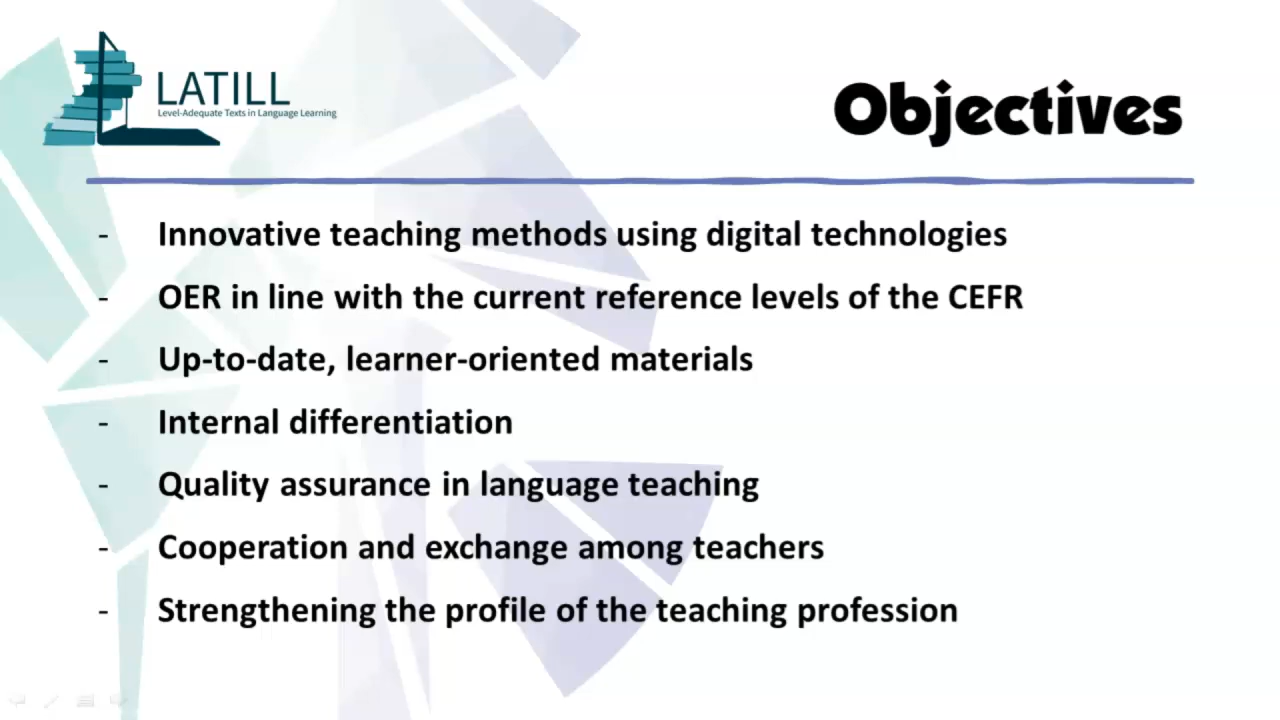 LATILL
Level-Adequate Texts in Language Learning
Objectives
- Innovative teaching methods using digital technologies
- OER in line with the current reference levels of the CEFR
- Up-to-date, learner-oriented materials
- Internal differentiation
- Quality assurance in language teaching
- Cooperation and exchange among teachers
- Strengthening the profile of the teaching profession